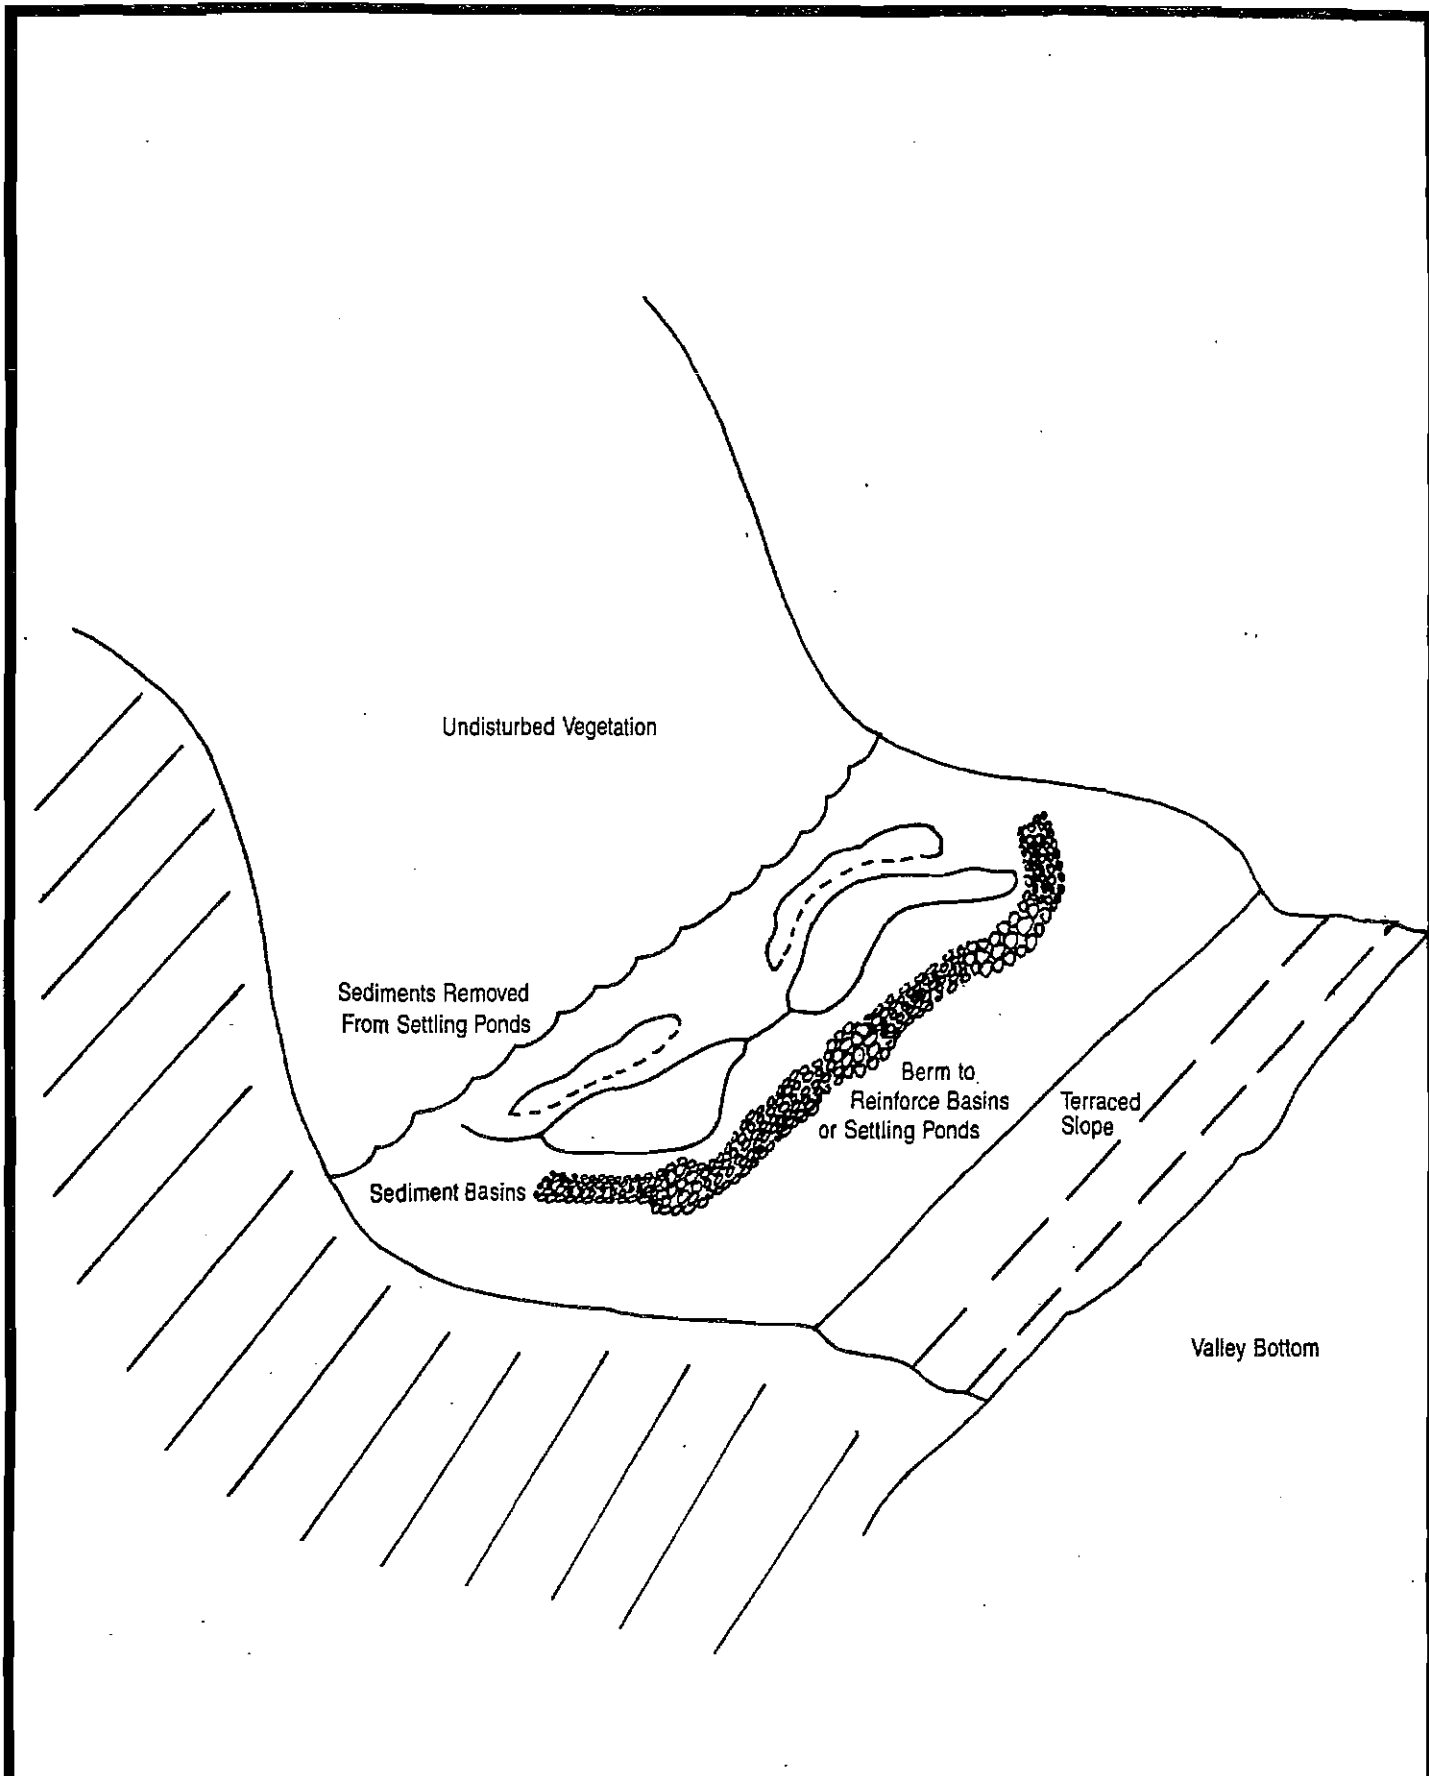 Undisturbed Vegetation
Sediments Removed
From Settling Ponds
Berm to
Reinforce Basins
or Settling Ponds
Terraced
Slope
Sediment Basins
Valley Bottom